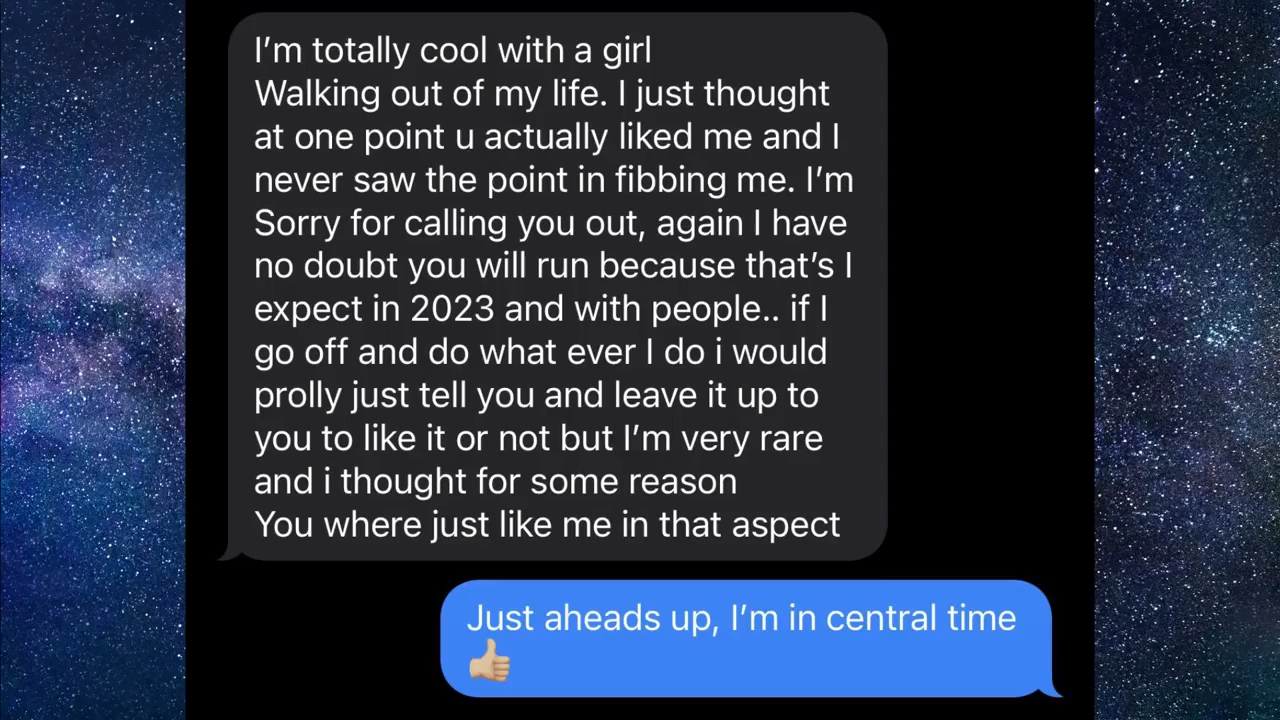 I'm totally cool with a girl
Walking out of my life. I just thought
at one point u actually liked me and I
never saw the point in fibbing me. I'm
Sorry for calling you out, again I have
no doubt you will run because that's I
expect in 2023 and with people.. if I
go off and do what ever I do i would
prolly just tell you and leave it up to
you to like it or not but I'm very rare
and i thought for some reason
You where just like me in that aspect
Just aheads up, I'm in central time
👍🏼